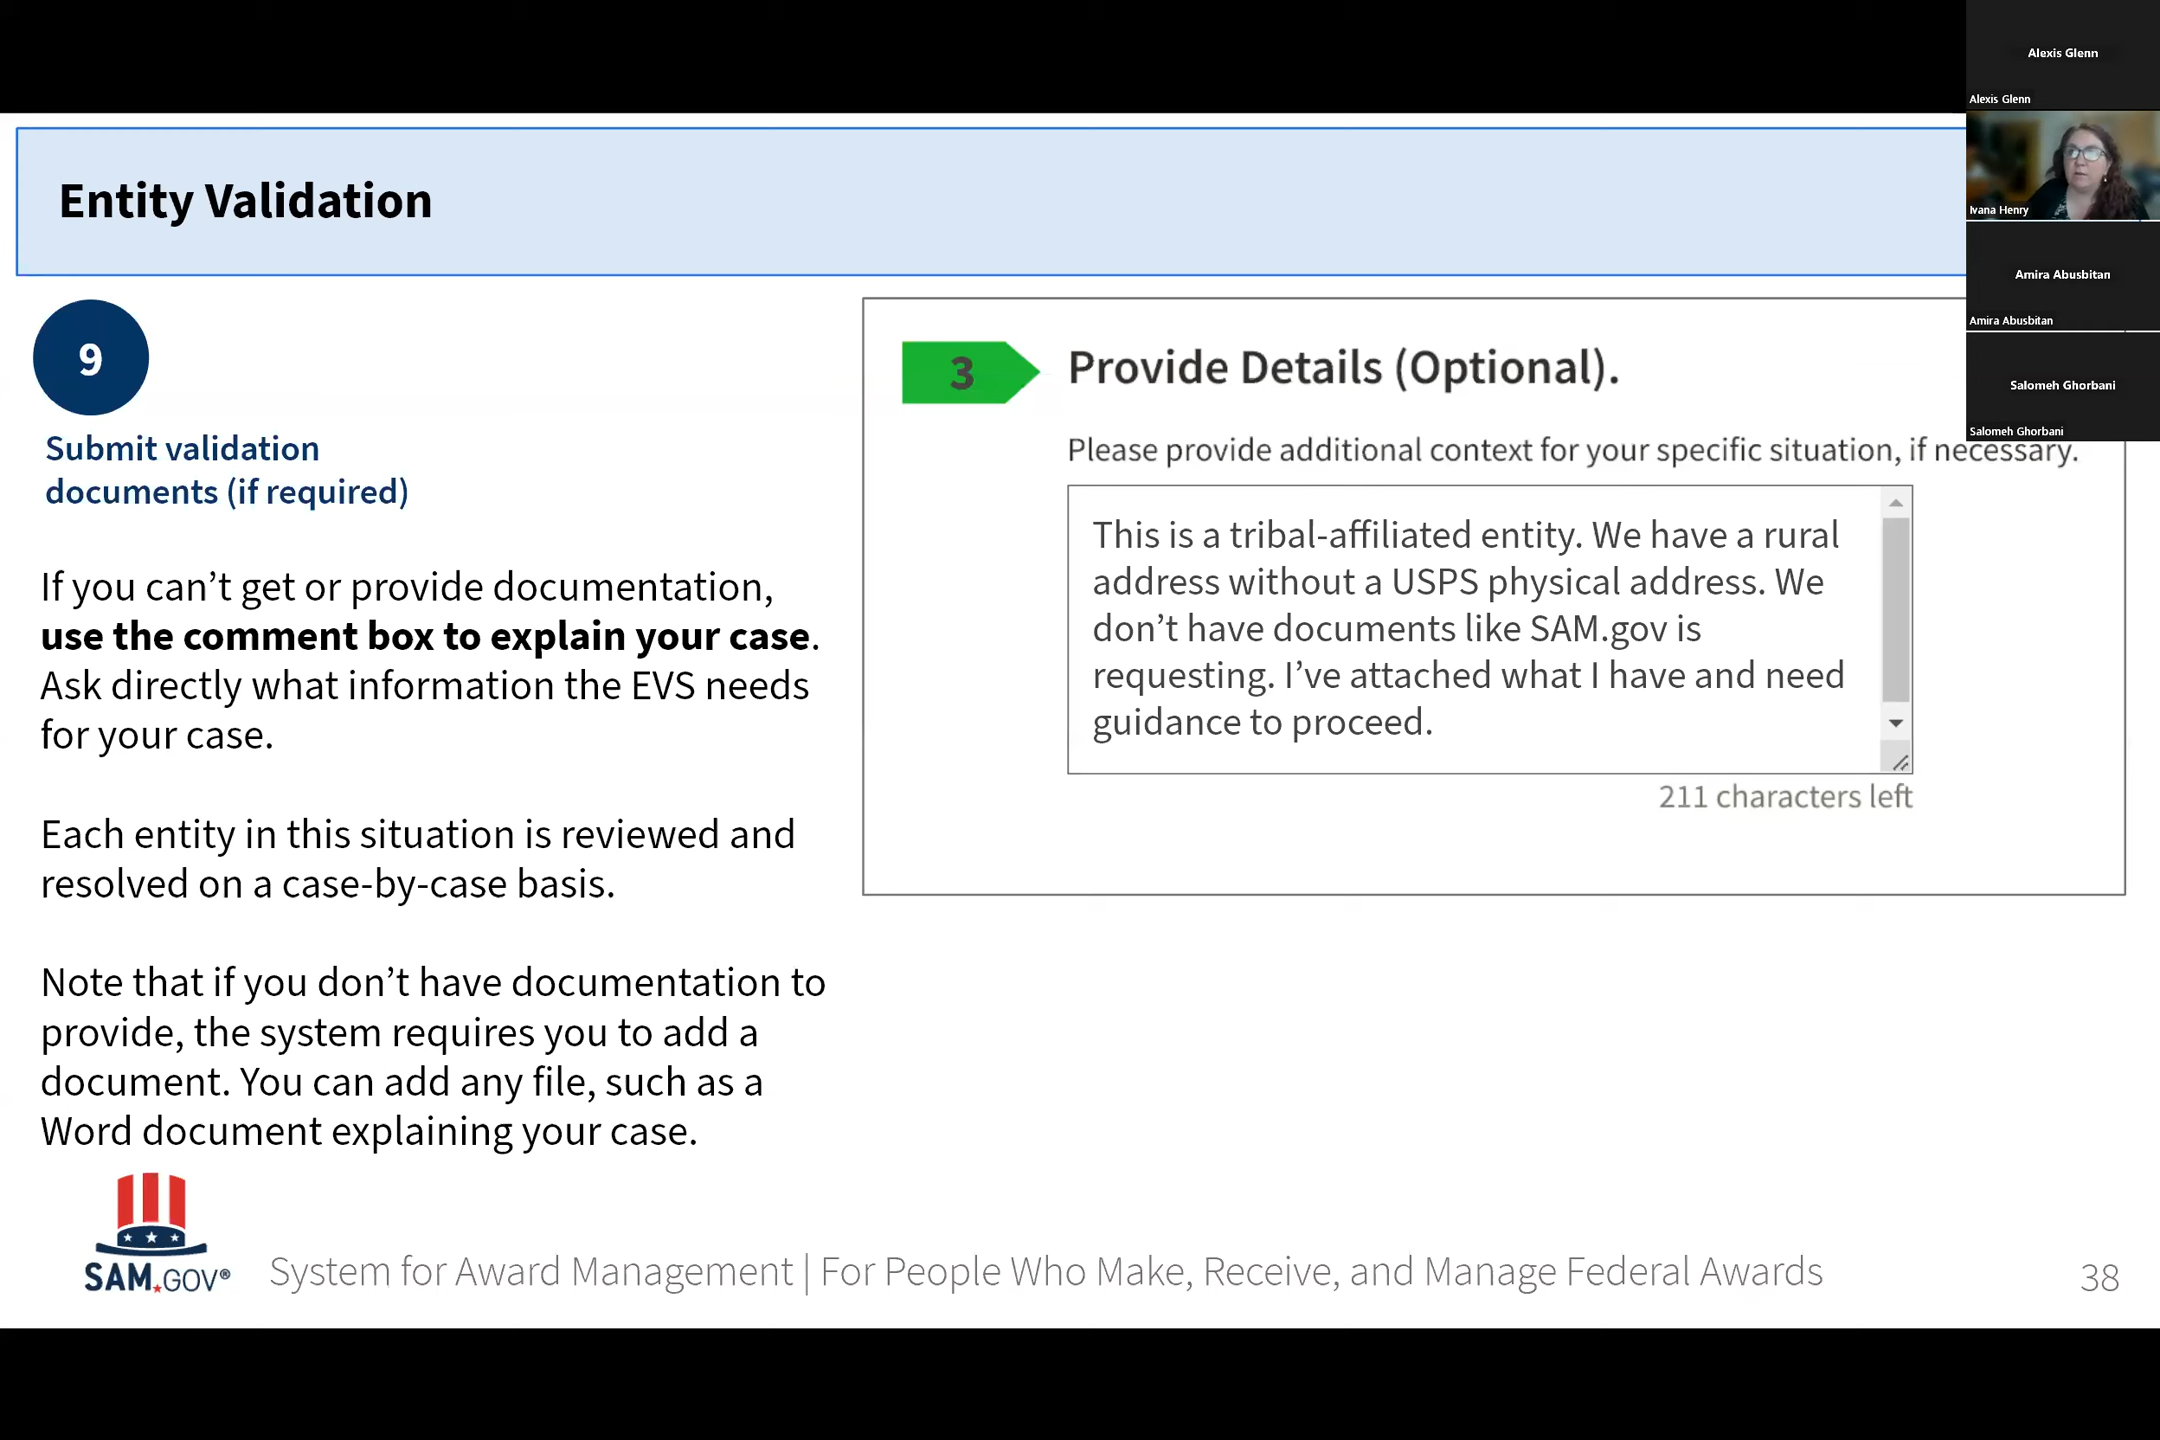 Entity Validation
9
Submit validation
documents (if required)
If you can’t get or provide documentation,
use the comment box to explain your case.
Ask directly what information the EVS needs
for your case.
Each entity in this situation is reviewed and
resolved on a case-by-case basis.
Note that if you don’t have documentation to
provide, the system requires you to add a
document. You can add any file, such as a
Word document explaining your case.
3
Provide Details (Optional).
Please provide additional context for your specific situation, if necessary.
This is a tribal-affiliated entity. We have a rural
address without a USPS physical address. We
don’t have documents like SAM.gov is
requesting. I’ve attached what I have and need
guidance to proceed.
211 characters left
Alexis Glenn
Alexis Glenn
Ivana Henry
Amira Abusbitan
Amira Abusbitan
Salomeh Ghorbani
Salomeh Ghorbani
SAM.GOV®
System for Award Management | For People Who Make, Receive, and Manage Federal Awards
38